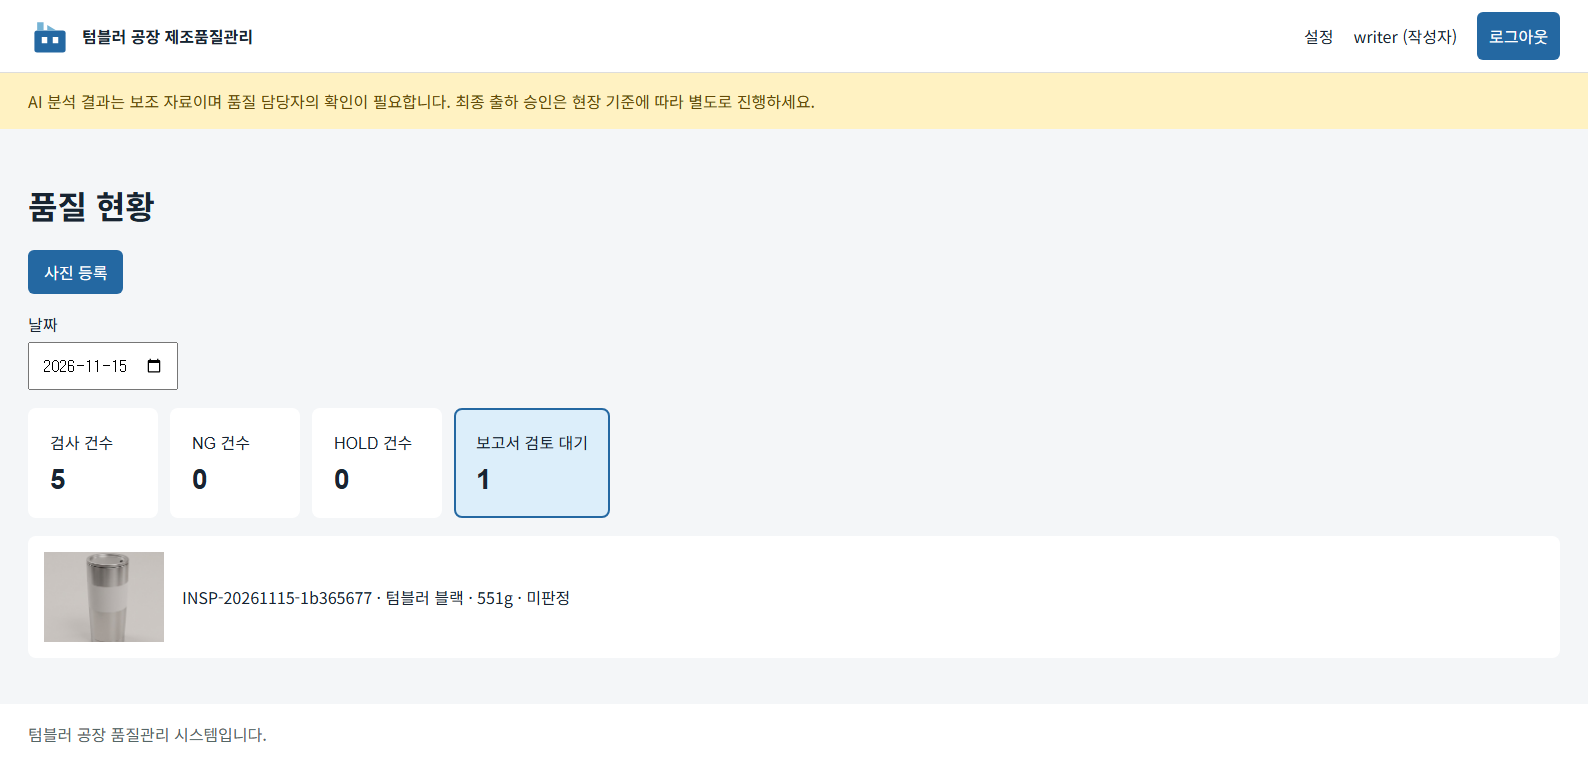 텀블러 공장 제조품질관리
설정 writer (작성자) 로그아웃
AI 분석 결과는 보조 자료이며 품질 담당자의 확인이 필요합니다. 최종 출하 승인은 현장 기준에 따라 별도로 진행하세요.
품질 현황
사진 등록
날짜
2026-11-15
검사 건수
5
NG 건수
0
HOLD 건수
0
보고서 검토 대기
1
INSP-20261115-1b365677 · 텀블러 블랙 · 551g · 미판정
텀블러 공장 품질관리 시스템입니다.